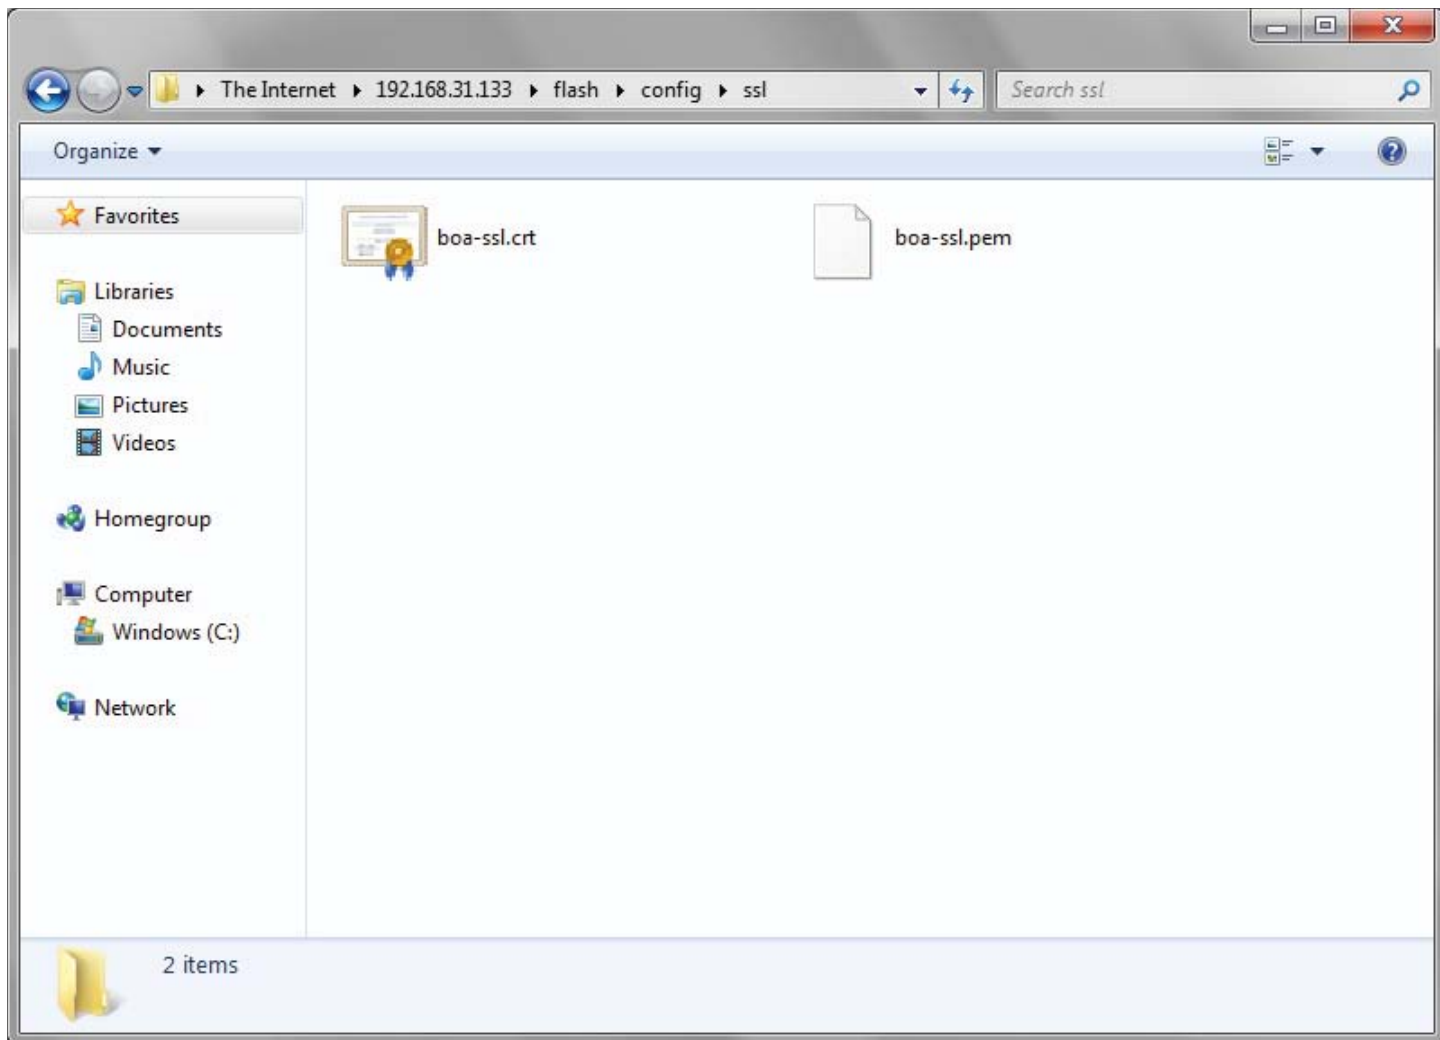 The Internet 192.168.31.133 flash config ssl Search ssl
Organize
Favorites
Libraries
Documents
Music
Pictures
Videos
Homegroup
Computer
Windows (C:)
Network
boa-ssl.crt
boa-ssl.pem
2 items